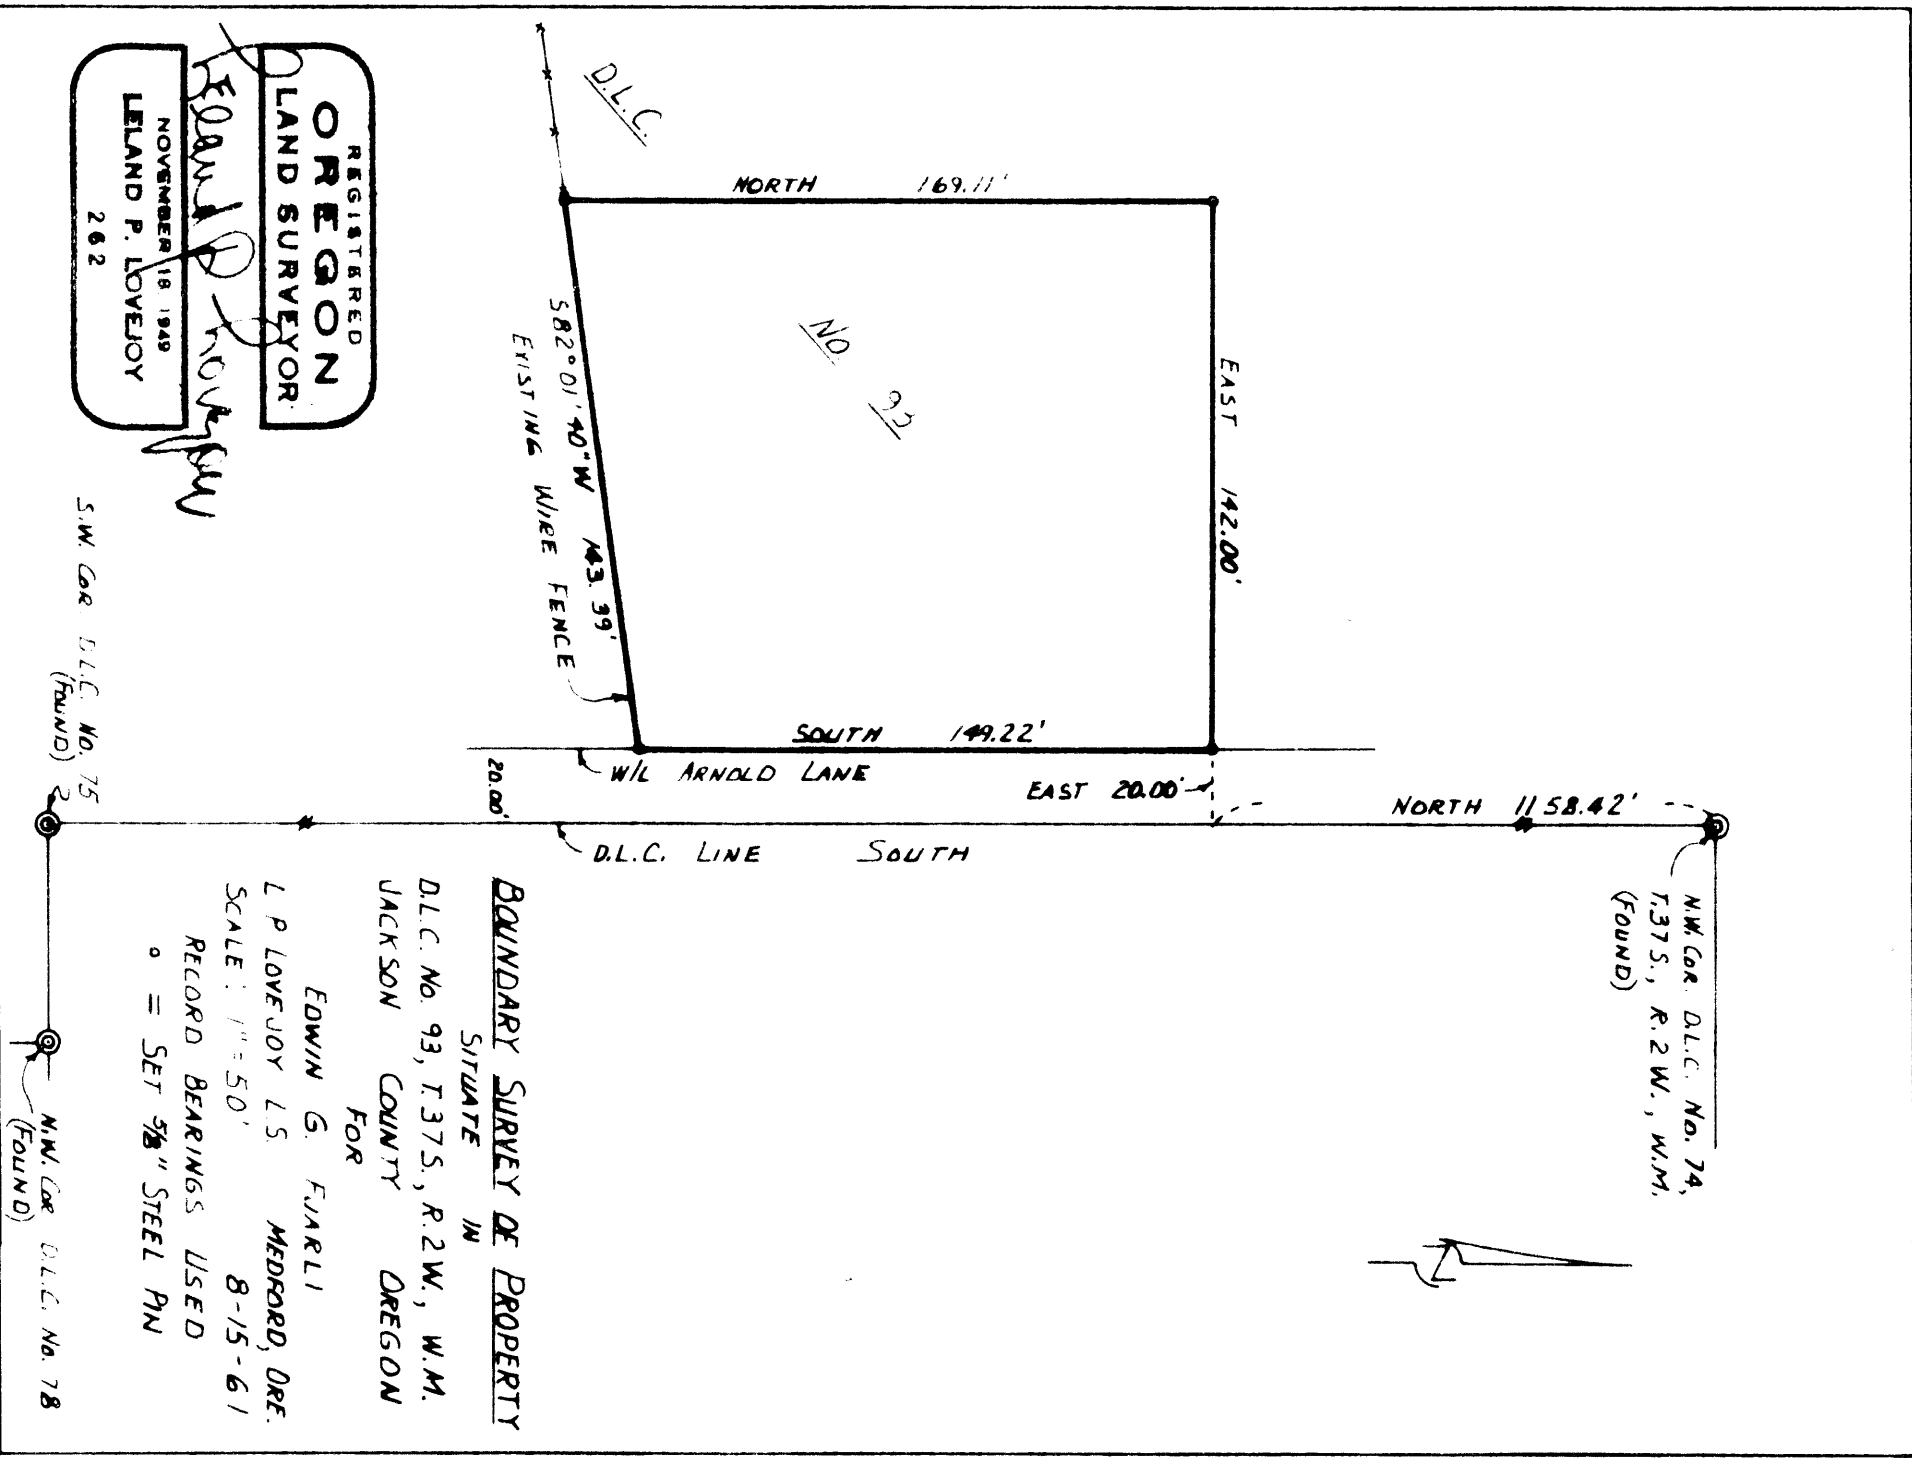 N.W. COR. D.L.C. No. 74,
T.37 S., R.2 W., W.M.
(FOUND)
NORTH 1158.42'
EAST 20.00'
EAST 142.00'
NORTH 169.11'
SOUTH 149.22'
D.L.C.
NO. 93
S82°01'40"W 143.39'
EXISTING WIRE FENCE
W/L ARNOLD LANE
20.00'
D.L.C. LINE SOUTH
BOUNDARY SURVEY OF PROPERTY
SITUATE IN
D.L.C. No. 93, T.37S., R.2W., W.M.
JACKSON COUNTY OREGON
FOR
EDWIN G. FJARLI
L P LOVEJOY L.S. MEDFORD, ORE.
SCALE: 1"=50' 8-15-61
RECORD BEARINGS USED
o = SET 5/8" STEEL PIN
REGISTERED
OREGON
LAND SURVEYOR
Leland P. Lovejoy
NOVEMBER 18 1949
LELAND P. LOVEJOY
262
S.W. COR D.L.C. No. 75
(FOUND)
N.W. COR D.L.C. No. 78
(FOUND)